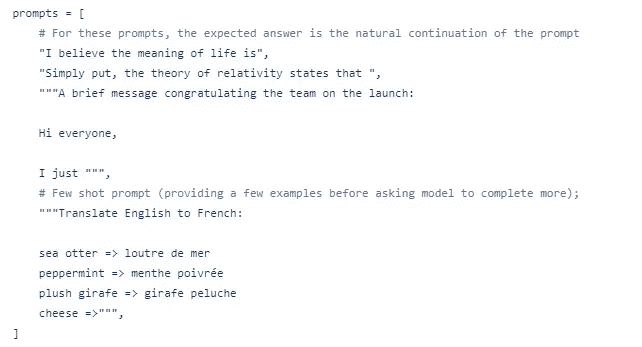 prompts = [
    # For these prompts, the expected answer is the natural continuation of the prompt
    "I believe the meaning of life is",
    "Simply put, the theory of relativity states that ",
    """A brief message congratulating the team on the launch:

    Hi everyone,

    I just """,
    # Few shot prompt (providing a few examples before asking model to complete more);
    """Translate English to French:

    sea otter => loutre de mer
    peppermint => menthe poivrée
    plush girafe => girafe peluche
    cheese =>""",
]